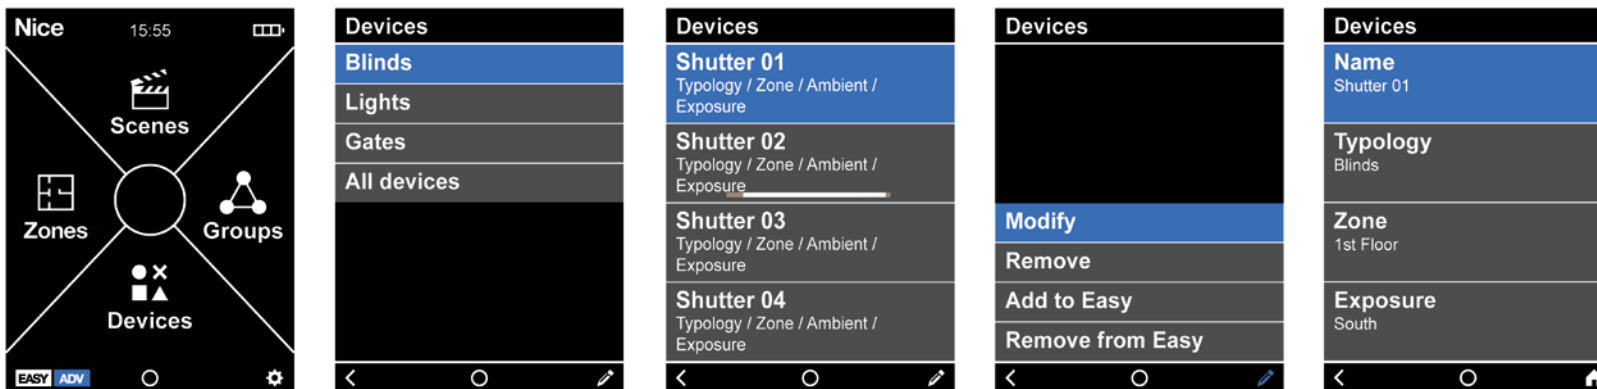 Nice
15:55
Scenes
Zones
Groups
Devices
EASY ADV
Devices
Blinds
Lights
Gates
All devices
Devices
Shutter 01
Typology / Zone / Ambient /
Exposure
Shutter 02
Typology / Zone / Ambient /
Exposure
Shutter 03
Typology / Zone / Ambient /
Exposure
Shutter 04
Typology / Zone / Ambient /
Exposure
Devices
Modify
Remove
Add to Easy
Remove from Easy
Devices
Name
Shutter 01
Typology
Blinds
Zone
1st Floor
Exposure
South